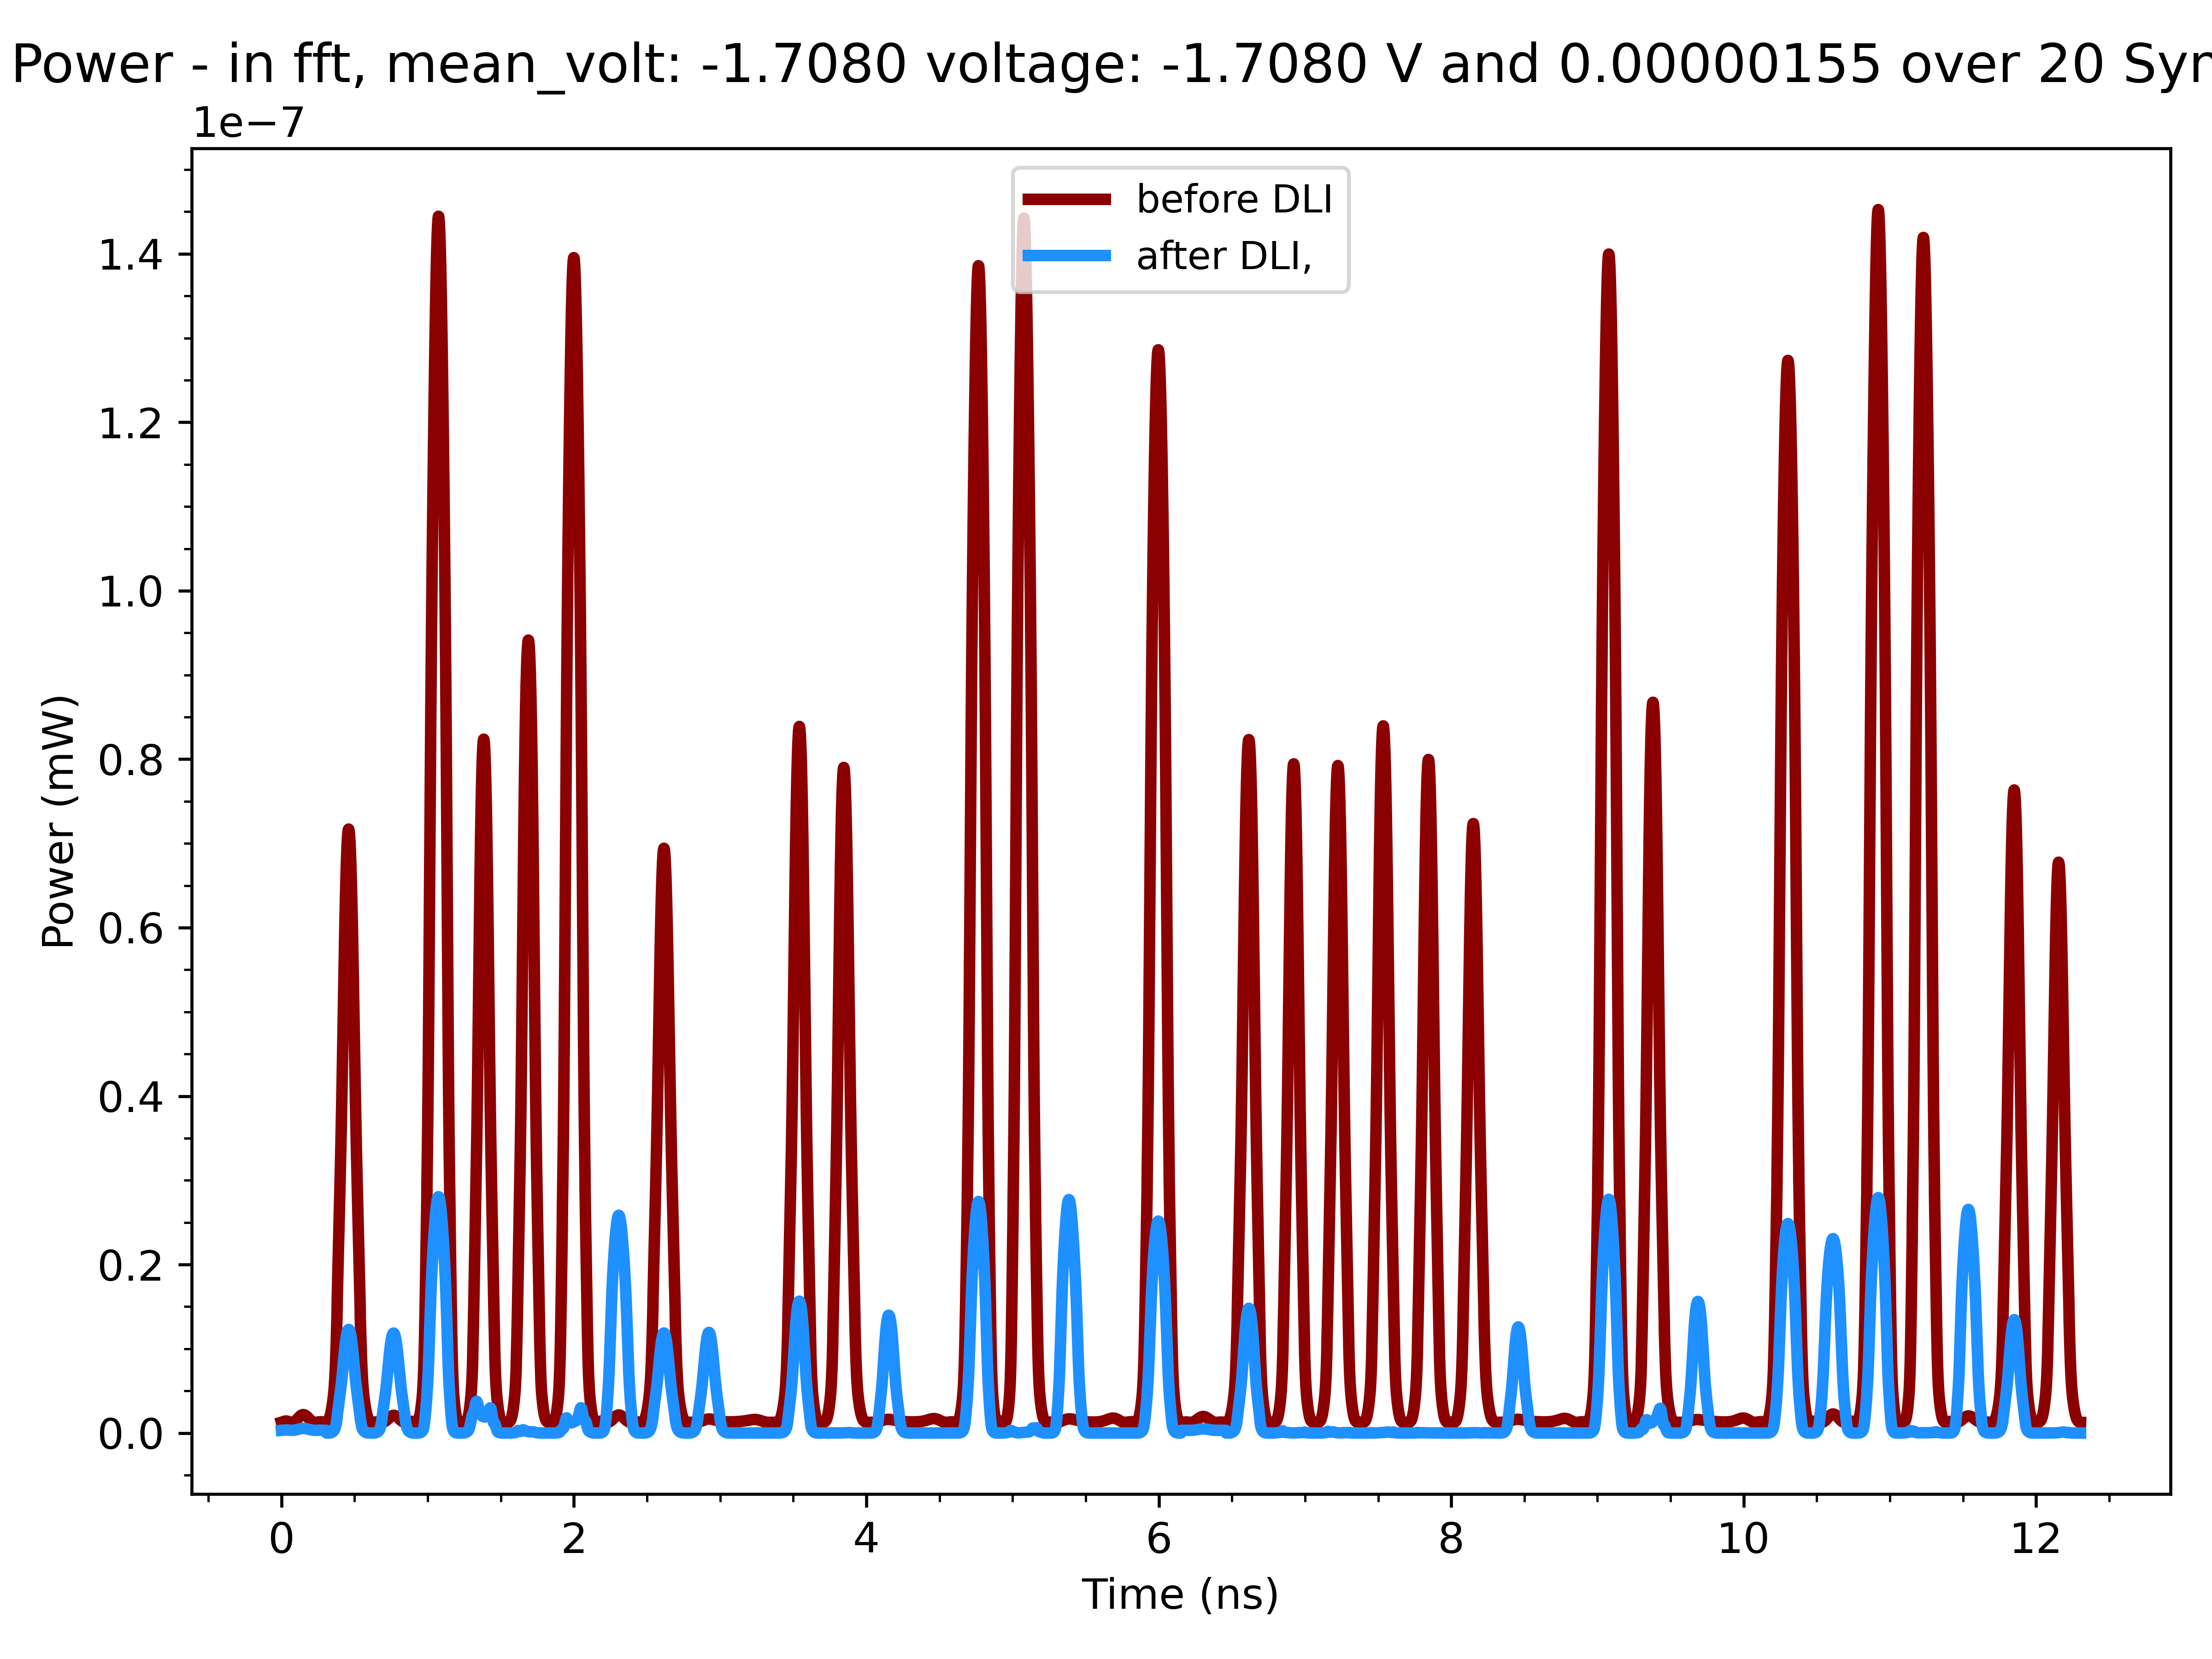 Power - in fft, mean_volt: -1.7080 voltage: -1.7080 V and 0.00000155 over 20
1e−7
before DLI
after DLI,
1.4
1.2
1.0
0.8
0.6
0.4
0.2
0.0
Power (mW)
0 2 4 6 8 10 12
Time (ns)